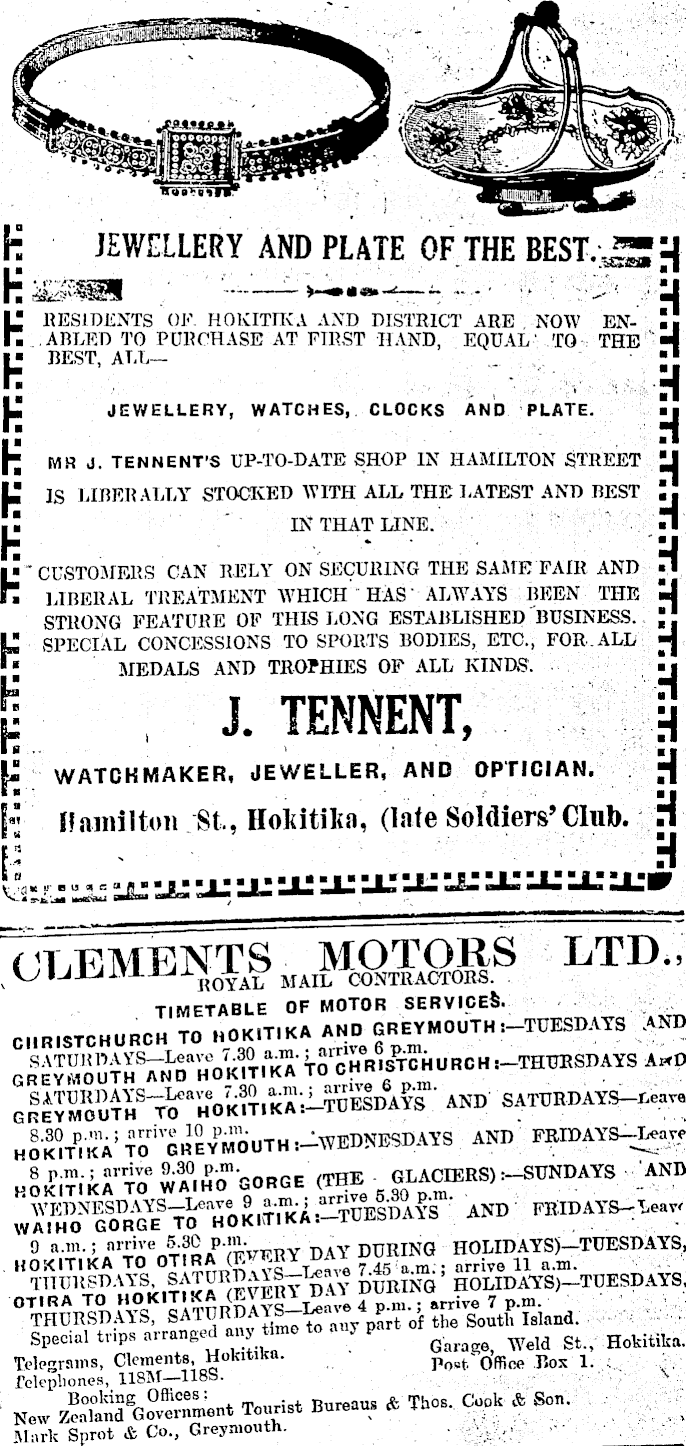 JEWELLERY AND PLATE OF THE BEST.
RESIDENTS OF HOKITIKA AND DISTRICT ARE NOW EN-
ABLED TO PURCHASE AT FIRST HAND, EQUAL TO THE
BEST, ALL—
JEWELLERY, WATCHES, CLOCKS AND PLATE.
MR J. TENNENT'S UP-TO-DATE SHOP IN HAMILTON STREET
IS LIBERALLY STOCKED WITH ALL THE LATEST AND BEST
IN THAT LINE.
CUSTOMERS CAN RELY ON SECURING THE SAME FAIR AND
LIBERAL TREATMENT WHICH HAS ALWAYS BEEN THE
STRONG FEATURE OF THIS LONG ESTABLISHED BUSINESS.
SPECIAL CONCESSIONS TO SPORTS BODIES, ETC., FOR ALL
MEDALS AND TROPHIES OF ALL KINDS.
J. TENNENT,
WATCHMAKER, JEWELLER, AND OPTICIAN.
Hamilton St., Hokitika, (late Soldiers' Club.
CLEMENTS MOTORS LTD.,
ROYAL MAIL CONTRACTORS.
TIMETABLE OF MOTOR SERVICES.
CHRISTCHURCH TO HOKITIKA AND GREYMOUTH:—TUESDAYS AND
SATURDAYS—Leave 7.30 a.m.; arrive 6 p.m.
GREYMOUTH AND HOKITIKA TO CHRISTCHURCH:—THURSDAYS AND
SATURDAYS—Leave 7.30 a.m.; arrive 6 p.m.
GREYMOUTH TO HOKITIKA:—TUESDAYS AND SATURDAYS—Leave
8.30 p.m.; arrive 10 p.m.
HOKITIKA TO GREYMOUTH:—WEDNESDAYS AND FRIDAYS—Leave
8 p.m.; arrive 9.30 p.m.
HOKITIKA TO WAIHO GORGE (THE GLACIERS):—SUNDAYS AND
WEDNESDAYS—Leave 9 a.m.; arrive 5.30 p.m.
WAIHO GORGE TO HOKITIKA:—TUESDAYS AND FRIDAYS—Leave
9 a.m.; arrive 5.30 p.m.
HOKITIKA TO OTIRA (EVERY DAY DURING HOLIDAYS)—TUESDAYS,
THURSDAYS, SATURDAYS—Leave 7.45 a.m.; arrive 11 a.m.
OTIRA TO HOKITIKA (EVERY DAY DURING HOLIDAYS)—TUESDAYS,
THURSDAYS, SATURDAYS—Leave 4 p.m.; arrive 7 p.m.
Special trips arranged any time to any part of the South Island.
Telegrams, Clements, Hokitika. Garage, Weld St., Hokitika.
Telephones, 118M—118S. Post Office Box 1.
Booking Offices:
New Zealand Government Tourist Bureaus & Thos. Cook & Son.
Mark Sprot & Co., Greymouth.